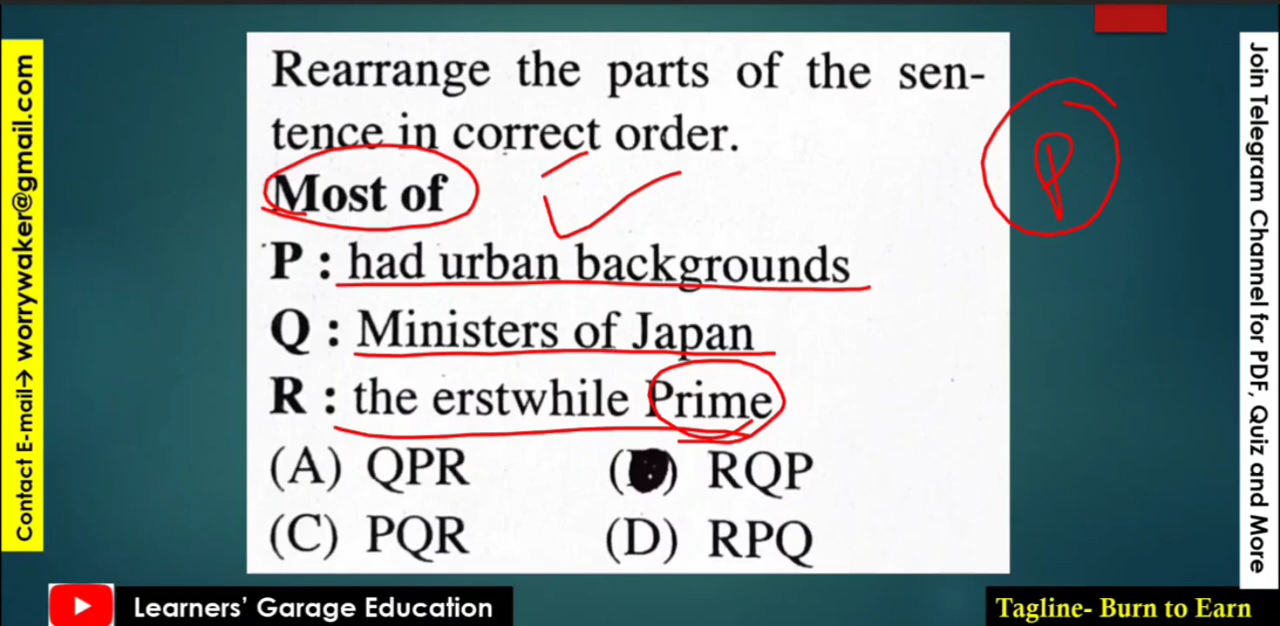 Contact E-mail→ worrywaker@gmail.com
Rearrange the parts of the sen-
tence in correct order.
Most of
P : had urban backgrounds
Q : Ministers of Japan
R : the erstwhile Prime
(A) QPR
() RQP
(C) PQR
(D) RPQ
P
Join Telegram Channel for PDF, Quiz and More
Learners’ Garage Education
Tagline- Burn to Earn